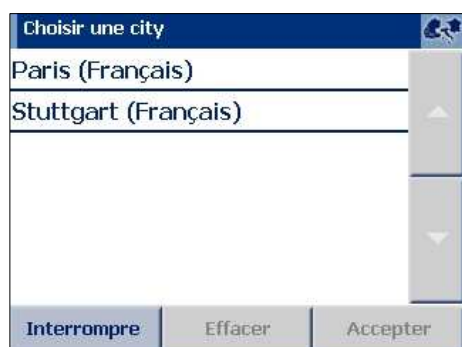 Choisir une city
Paris (Français)
Stuttgart (Français)
Interrompre Effacer Accepter